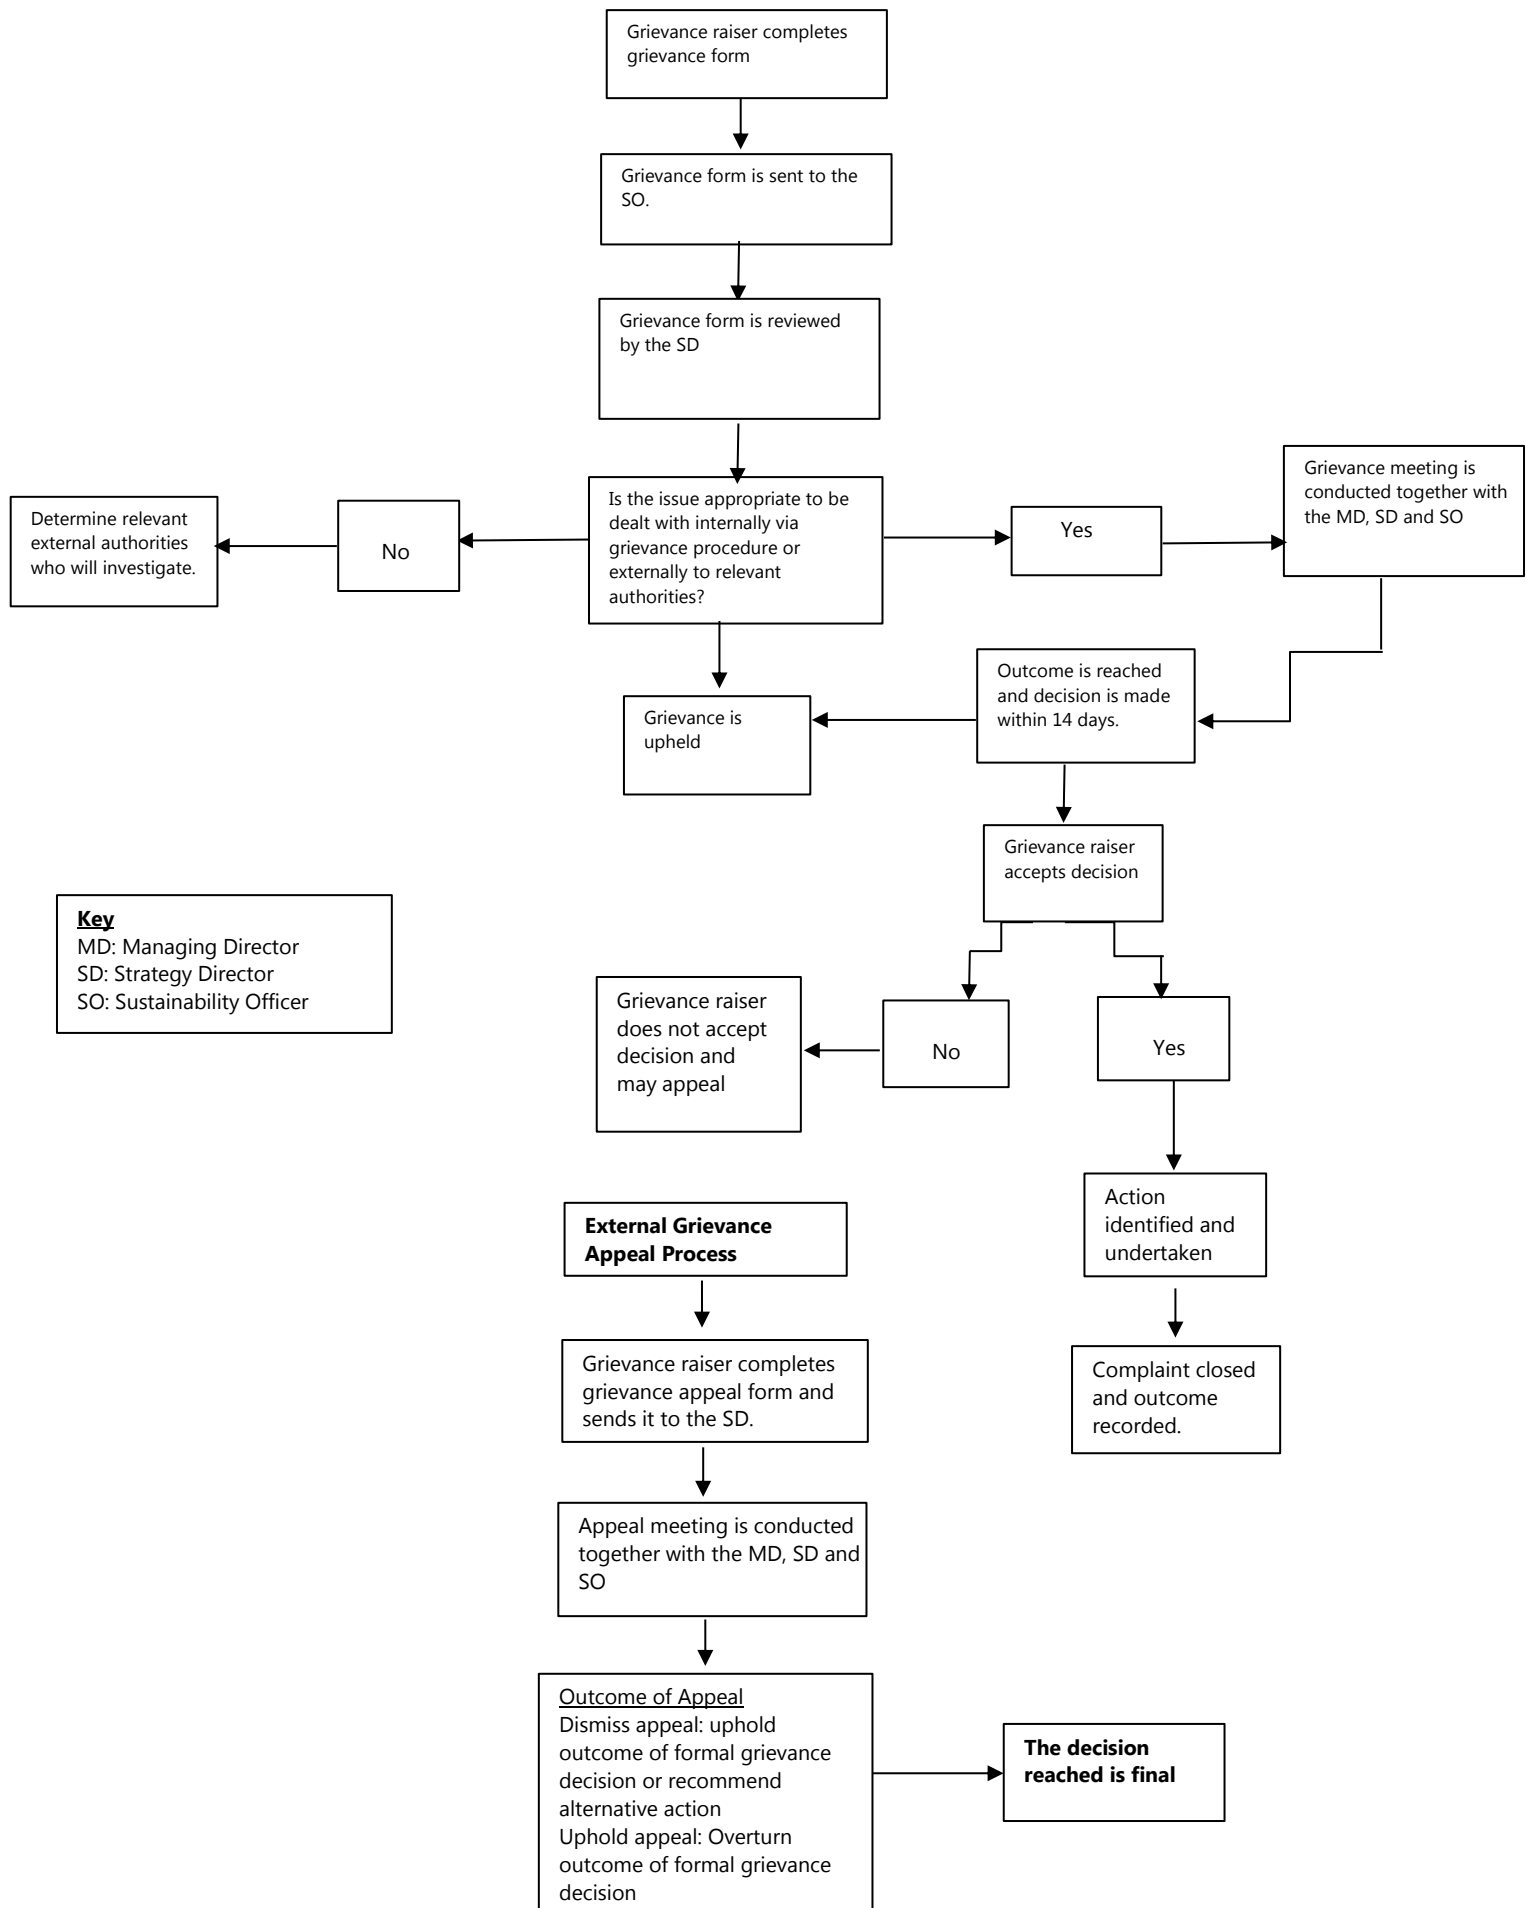 Grievance raiser completes
grievance form
Grievance form is sent to the
SO.
Grievance form is reviewed
by the SD
Is the issue appropriate to be
dealt with internally via
grievance procedure or
externally to relevant
authorities?
No
Determine relevant
external authorities
who will investigate.
Yes
Grievance meeting is
conducted together with
the MD, SD and SO
Outcome is reached
and decision is made
within 14 days.
Grievance is
upheld
Grievance raiser
accepts decision
Key
MD: Managing Director
SD: Strategy Director
SO: Sustainability Officer
No
Grievance raiser
does not accept
decision and
may appeal
Yes
Action
identified and
undertaken
Complaint closed
and outcome
recorded.
External Grievance
Appeal Process
Grievance raiser completes
grievance appeal form and
sends it to the SD.
Appeal meeting is conducted
together with the MD, SD and
SO
Outcome of Appeal
Dismiss appeal: uphold
outcome of formal grievance
decision or recommend
alternative action
Uphold appeal: Overturn
outcome of formal grievance
decision
The decision
reached is final